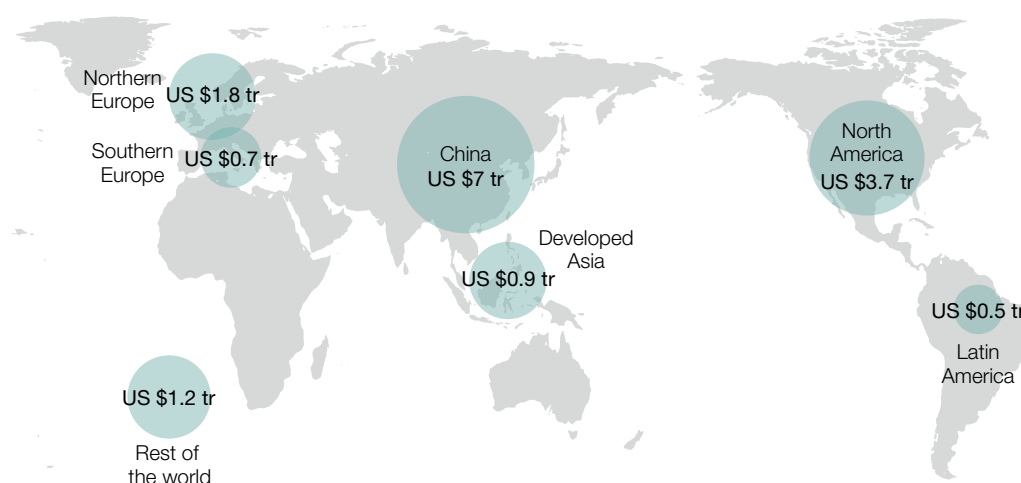 Northern
Europe
US $1.8 tr
Southern
Europe
US $0.7 tr
China
US $7 tr
North
America
US $3.7 tr
Developed
Asia
US $0.9 tr
US $0.5 tr
Latin
America
US $1.2 tr
Rest of
the world